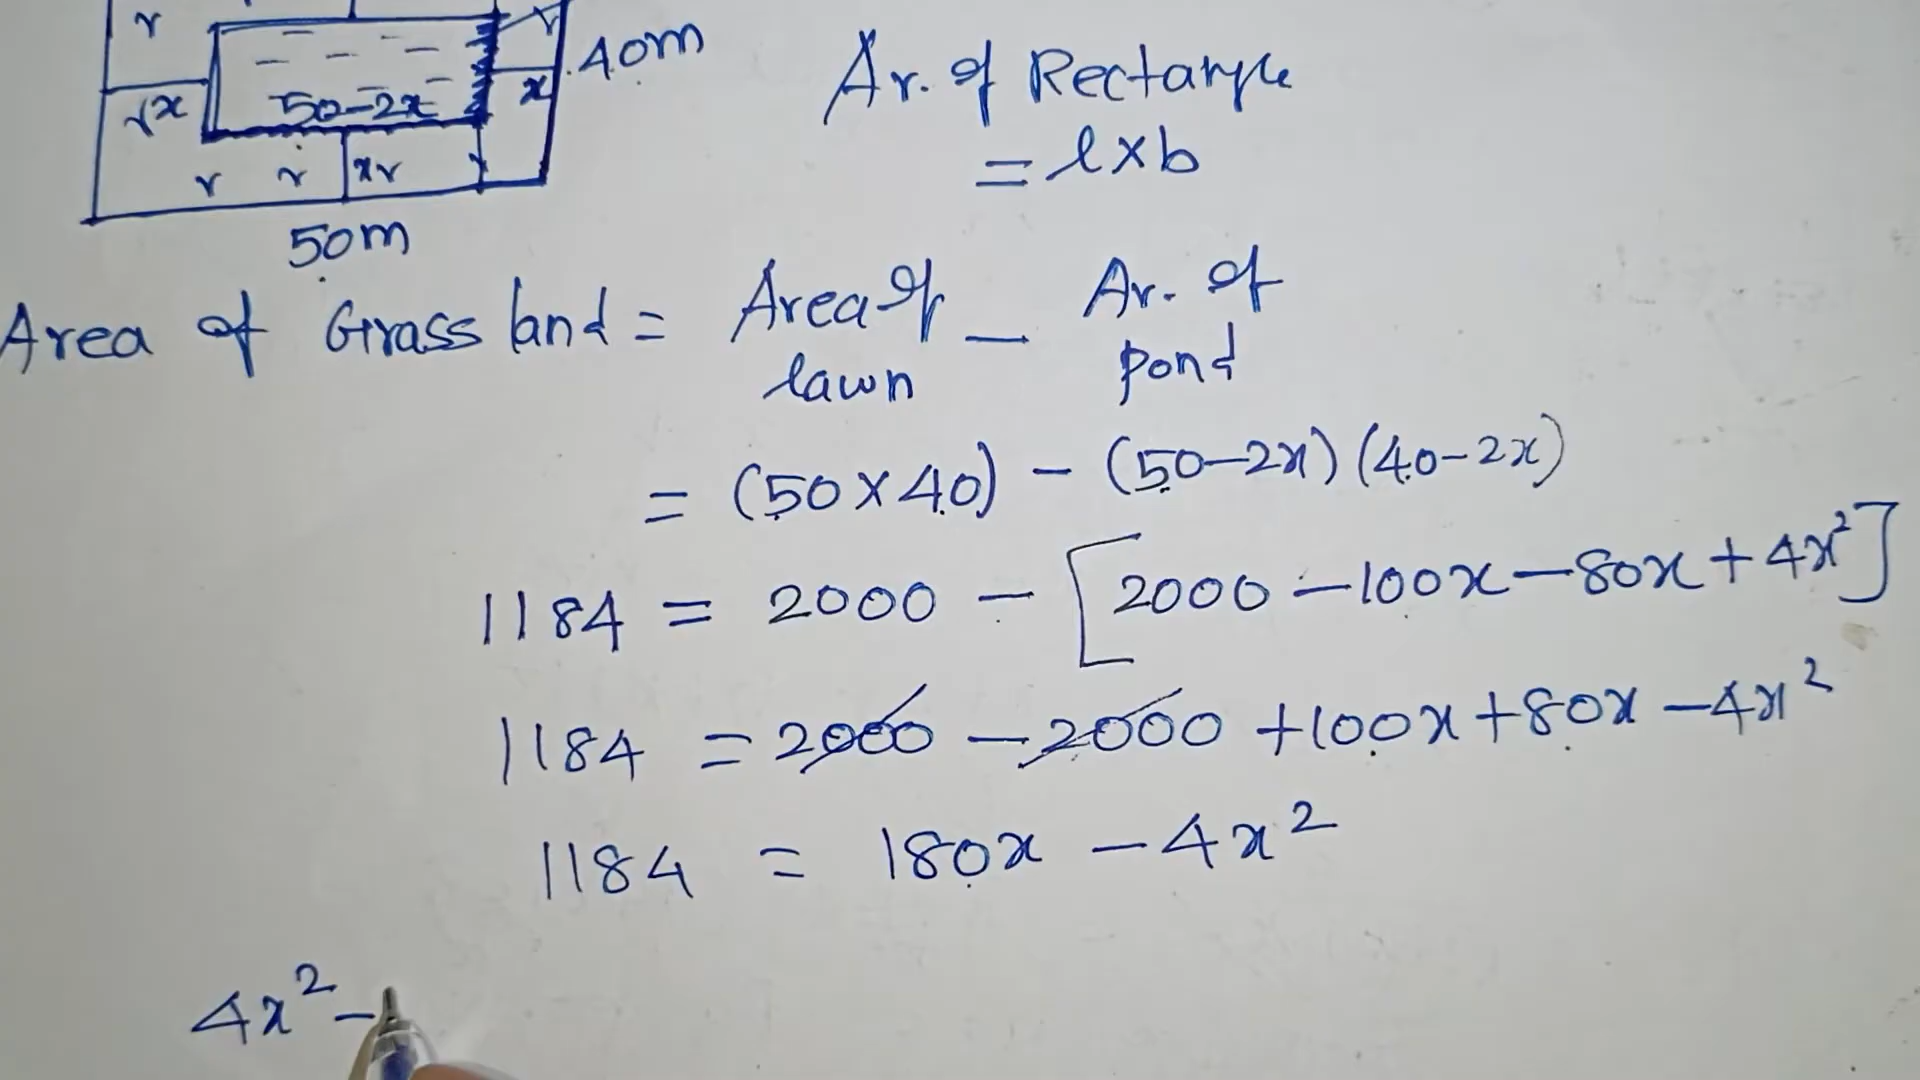 40m
Ar. of Rectangle
x
50-2x
x
= l×b
x
50m
Area of Grass land = Area of lawn – Ar. of pond
= (50×40) – (50-2x) (40-2x)
1184 = 2000 – [2000 – 100x – 80x + 4x²]
1184 = 2000 – 2000 + 100x + 80x – 4x²
1184 = 180x – 4x²
4x² –